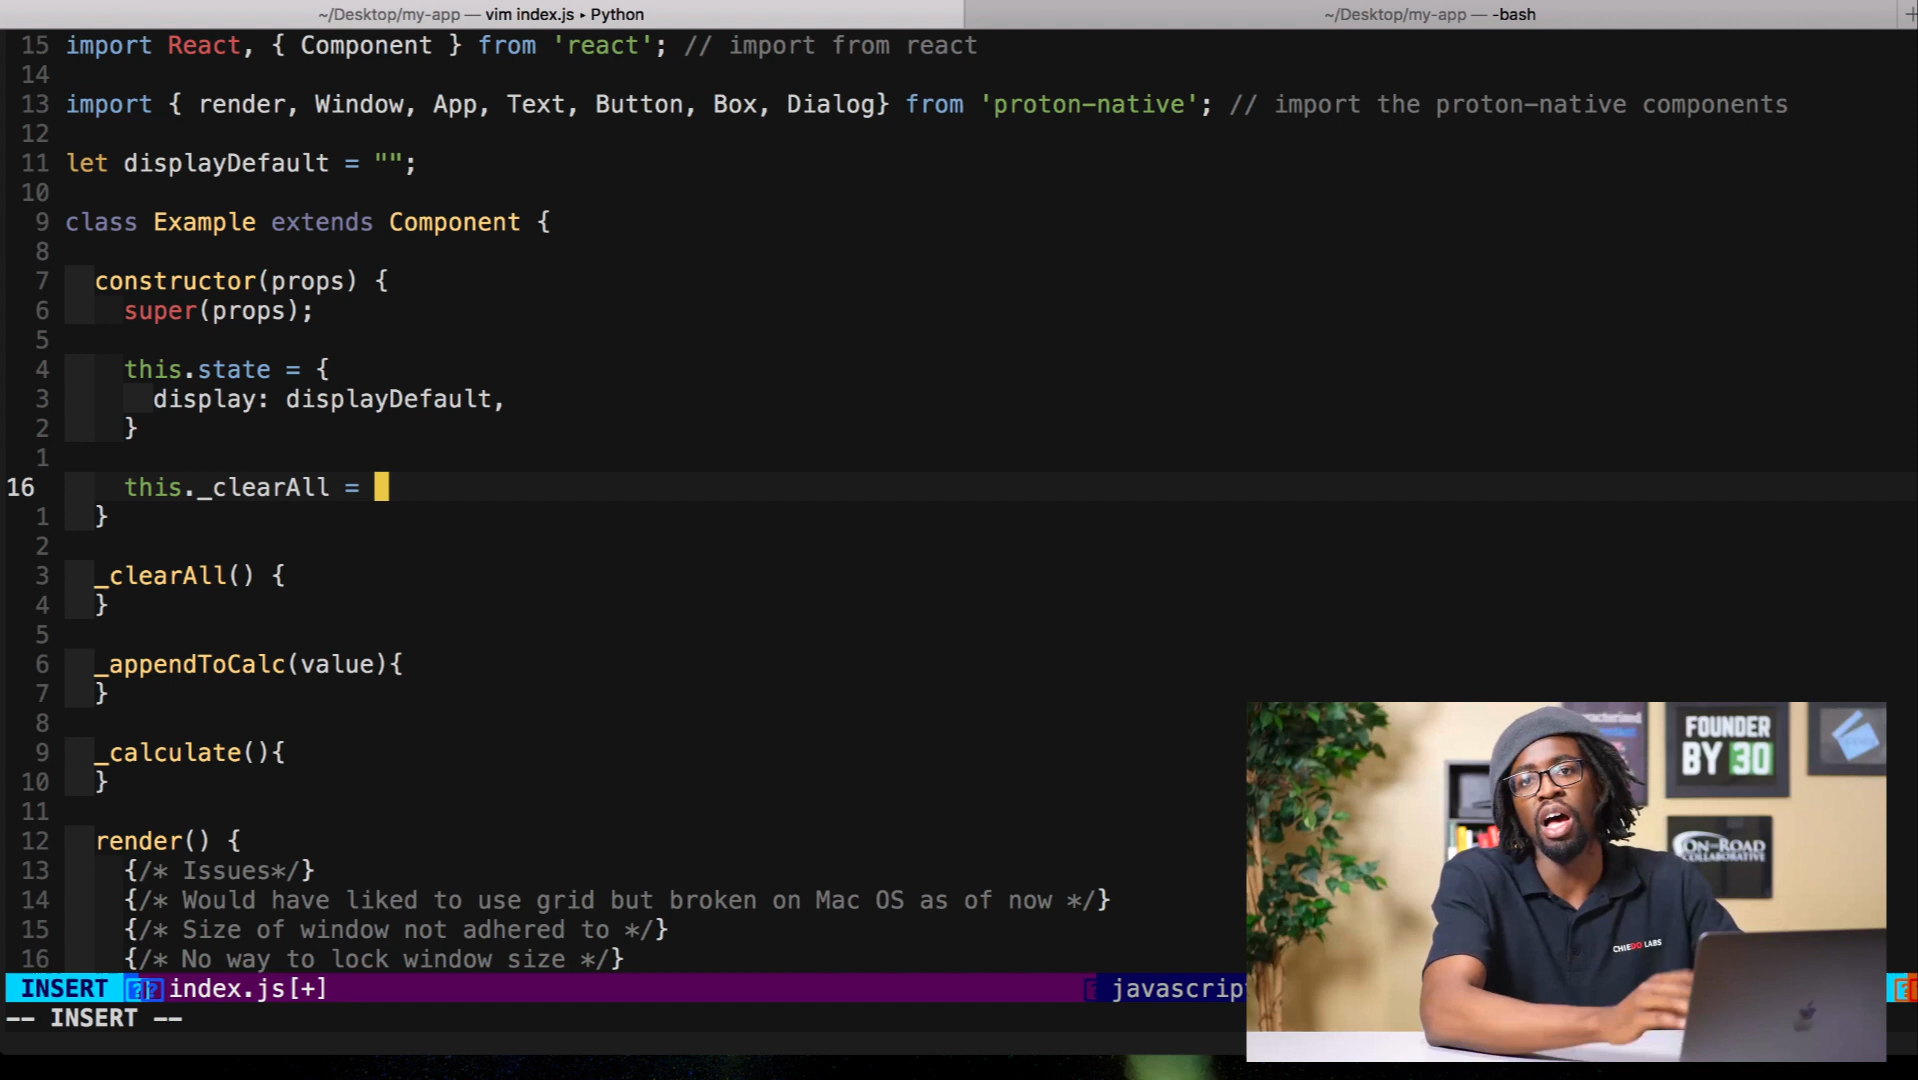 ~/Desktop/my-app — vim index.js ▸ Python
~/Desktop/my-app — -bash
15 import React, { Component } from 'react'; // import from react
14
13 import { render, Window, App, Text, Button, Box, Dialog} from 'proton-native'; // import the proton-native components
12
11 let displayDefault = "";
10
9 class Example extends Component {
8
7 constructor(props) {
6 super(props);
5
4 this.state = {
3 display: displayDefault,
2 }
1
16 this._clearAll =
1 }
2
3 _clearAll() {
4 }
5
6 _appendToCalc(value){
7 }
8
9 _calculate(){
10 }
11
12 render() {
13 {/* Issues*/}
14 {/* Would have liked to use grid but broken on Mac OS as of now */}
15 {/* Size of window not adhered to */}
16 {/* No way to lock window size */}
INSERT index.js[+] javascrip
-- INSERT --
FOUNDER
BY 30
ON-ROAD
COLLABORATIVE
CHIEDO LABS